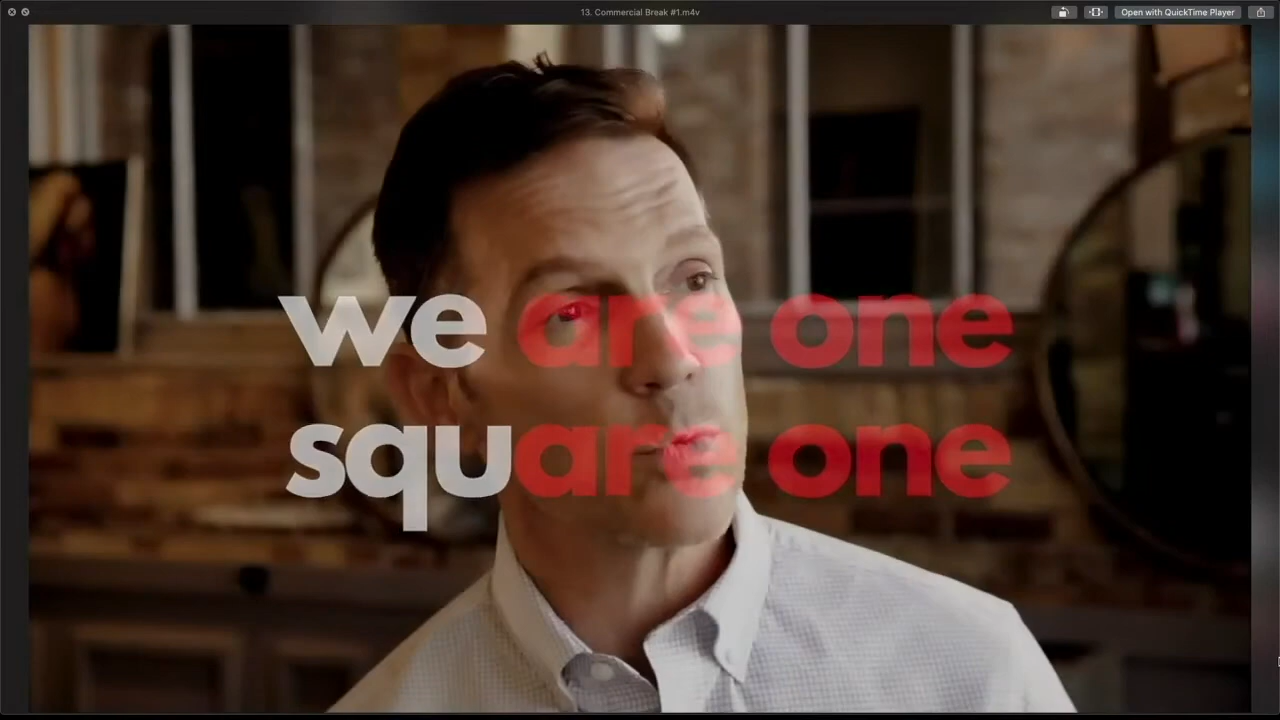 13. Commercial Break #1.m4v
Open with QuickTime Player
we are one
square one